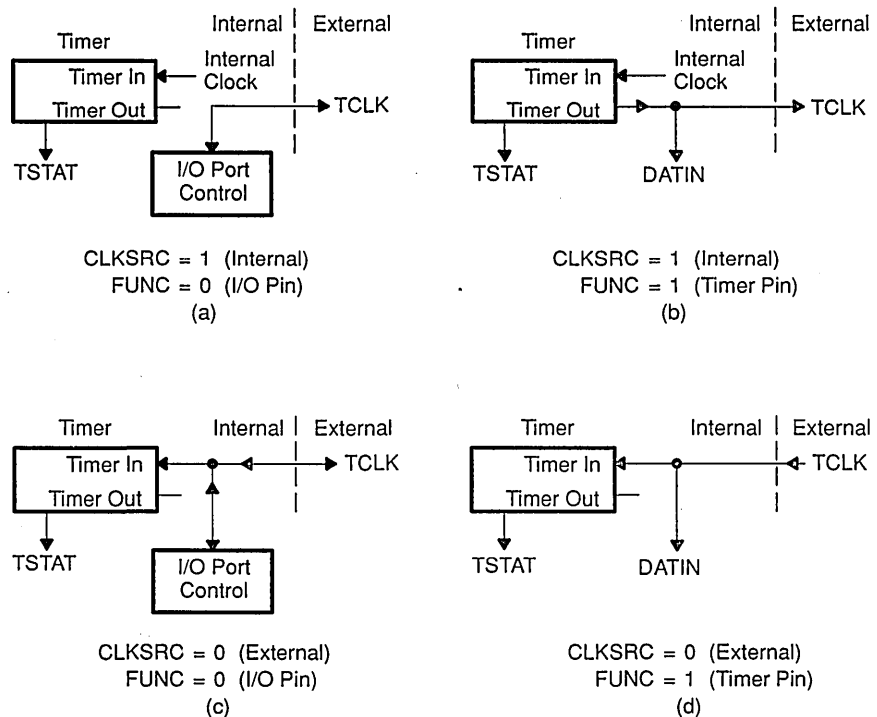 Timer
Internal
External
Timer In
Internal
Clock
Timer Out
TCLK
TSTAT
I/O Port
Control
CLKSRC = 1 (Internal)
FUNC = 0 (I/O Pin)
(a)
Timer
Internal
External
Timer In
Internal
Clock
Timer Out
TCLK
TSTAT
DATIN
CLKSRC = 1 (Internal)
FUNC = 1 (Timer Pin)
(b)
Timer
Internal
External
Timer In
TCLK
Timer Out
TSTAT
I/O Port
Control
CLKSRC = 0 (External)
FUNC = 0 (I/O Pin)
(c)
Timer
Internal
External
Timer In
TCLK
Timer Out
TSTAT
DATIN
CLKSRC = 0 (External)
FUNC = 1 (Timer Pin)
(d)